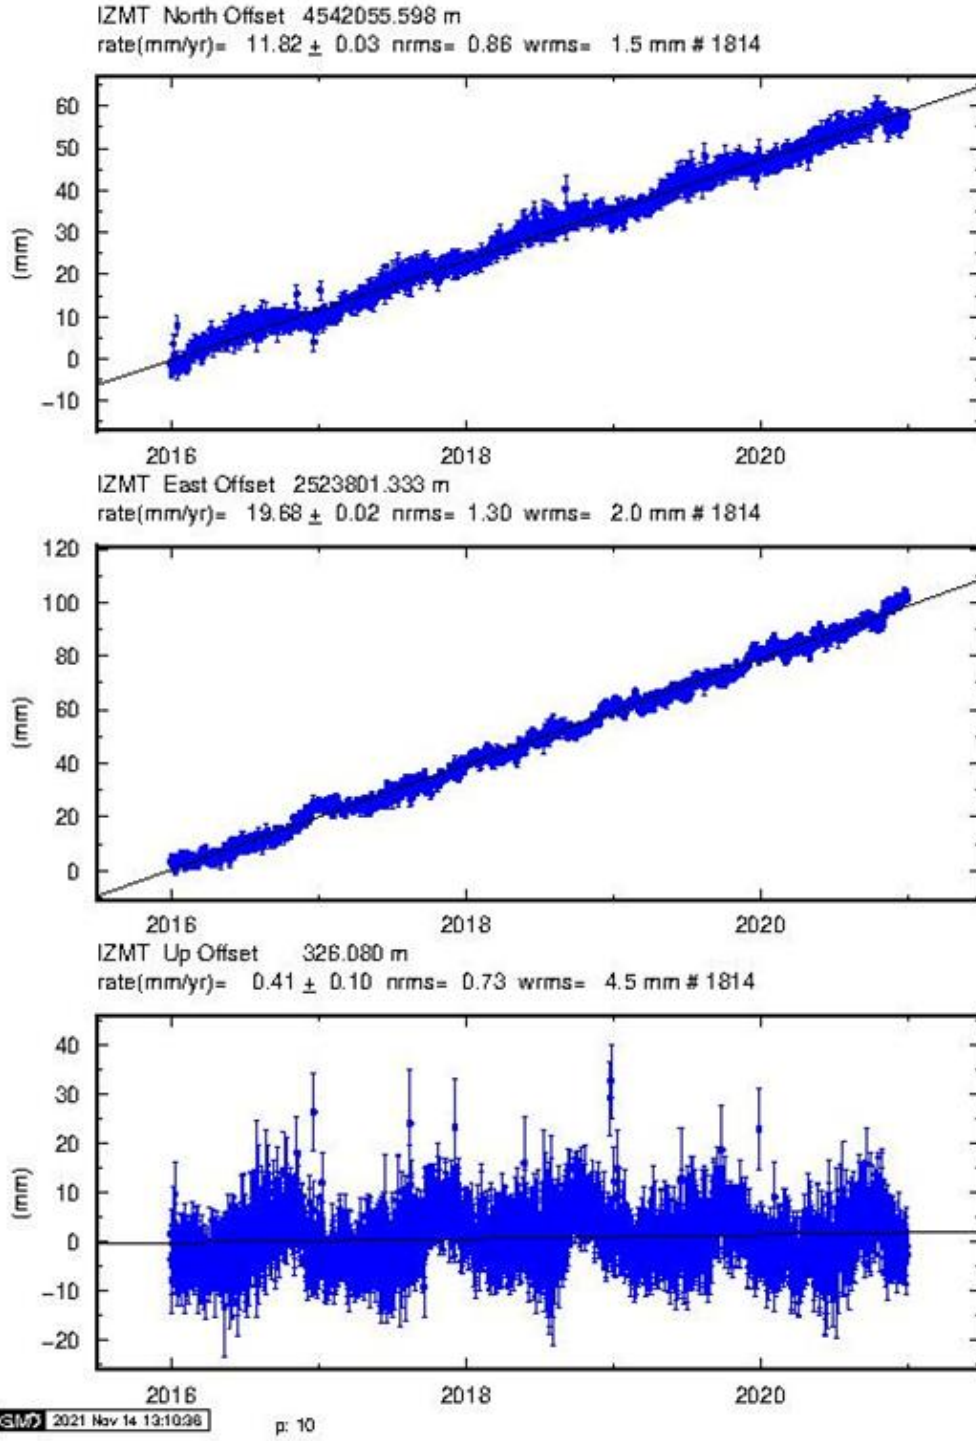 IZMT North Offset 4542055.598 m
rate(mm/yr)= 11.82 ± 0.03 nrms= 0.86 wrms= 1.5 mm # 1814
60
50
40
30
20
10
0
−10
(mm)
2016 2018 2020
IZMT East Offset 2523801.333 m
rate(mm/yr)= 19.68 ± 0.02 nrms= 1.30 wrms= 2.0 mm # 1814
120
100
80
60
40
20
0
(mm)
2016 2018 2020
IZMT Up Offset 326.080 m
rate(mm/yr)= 0.41 ± 0.10 nrms= 0.73 wrms= 4.5 mm # 1814
40
30
20
10
0
−10
−20
(mm)
2016 2018 2020
2021 Nov 14 13:10:36 p: 10